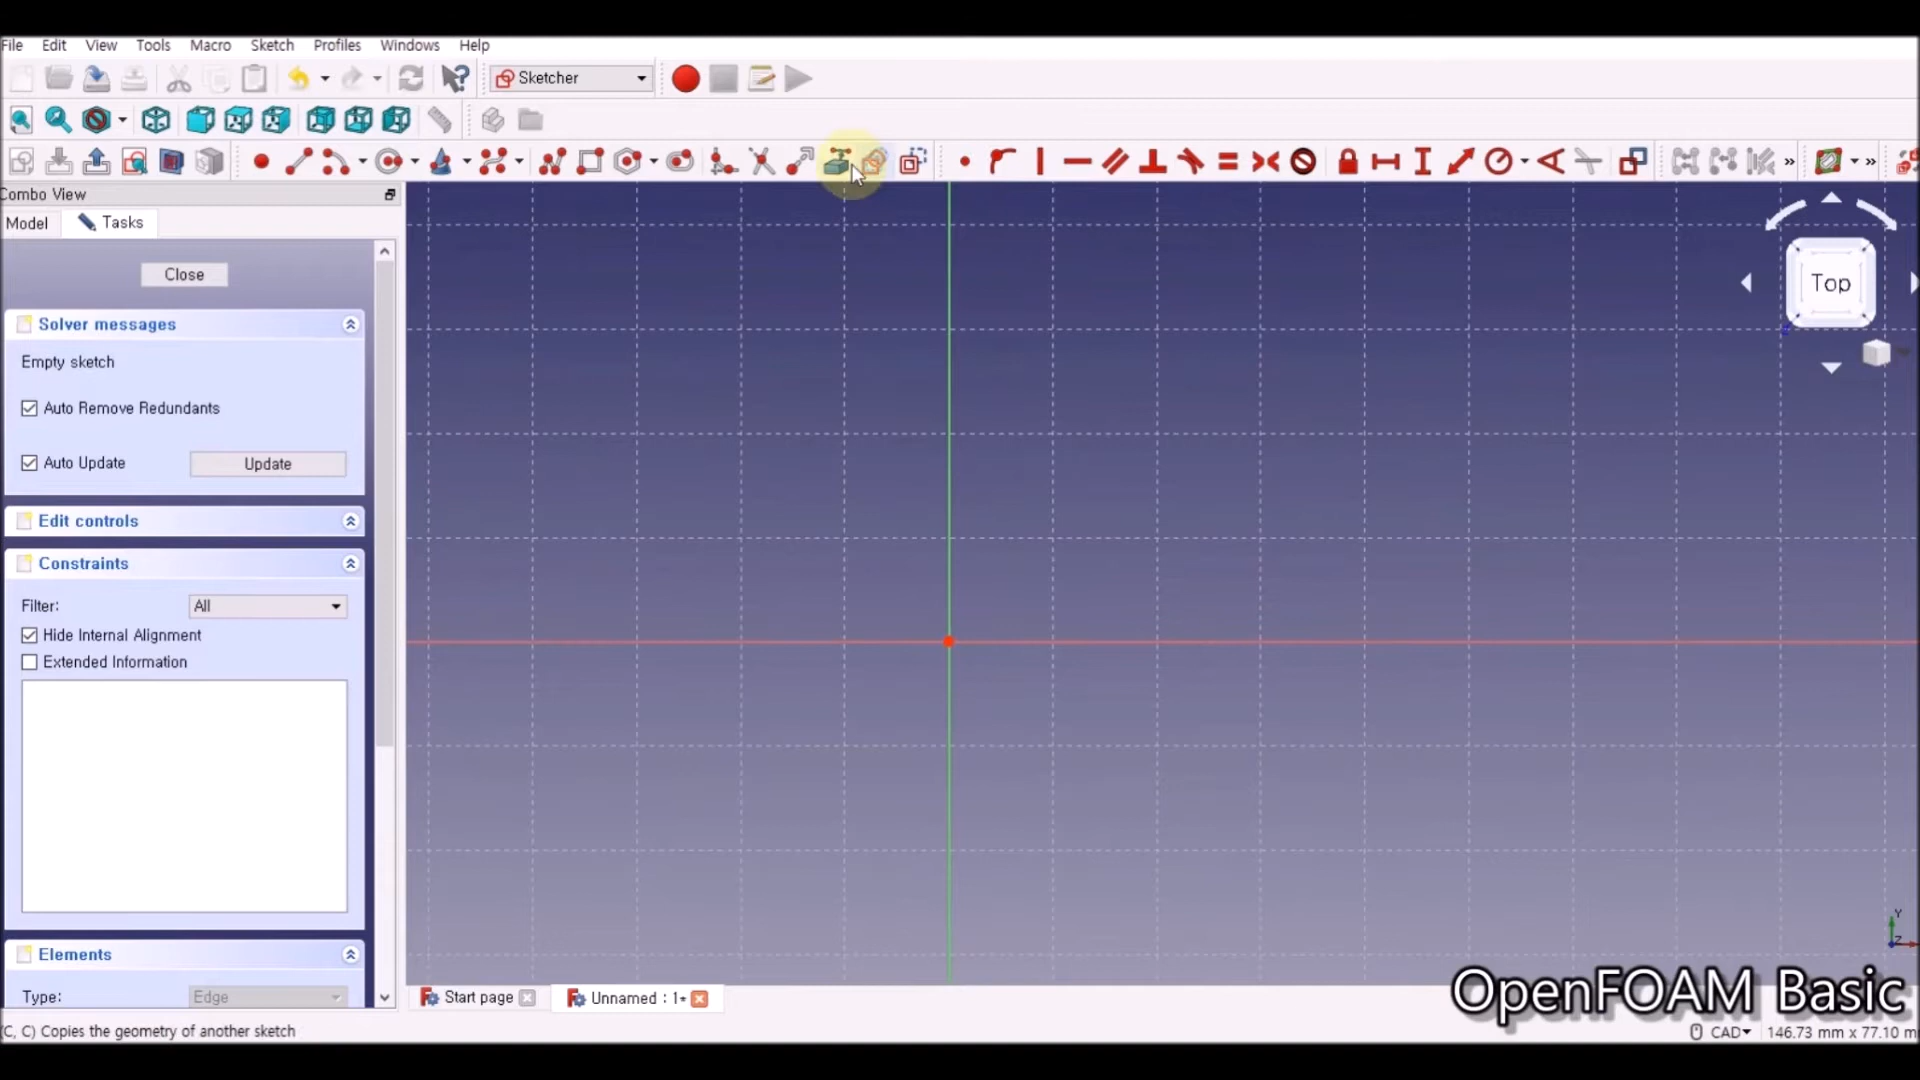 File Edit View Tools Macro Sketch Profiles Windows Help
Sketcher
Combo View
Model Tasks
Close
Solver messages
Empty sketch
Auto Remove Redundants
Auto Update Update
Edit controls
Constraints
Filter: All
Hide Internal Alignment
Extended Information
Elements
Type: Edge
Top
Y
Z
Start page Unnamed : 1*
OpenFOAM Basic
(C, C) Copies the geometry of another sketch
CAD 146.73 mm x 77.10 m